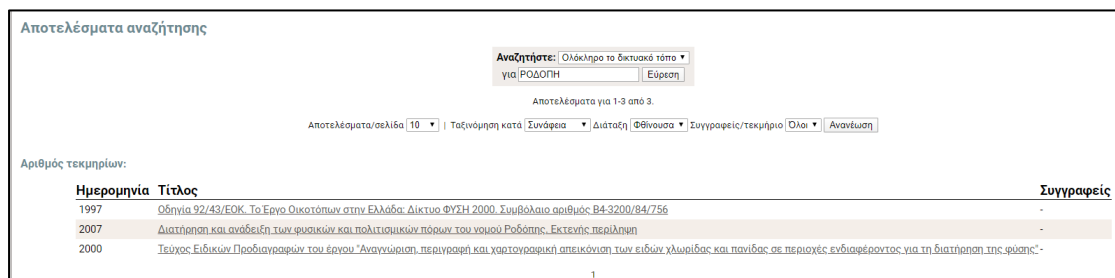 Αποτελέσματα αναζήτησης
Αναζητήστε: Ολόκληρο το δικτυακό τόπο
για ΡΟΔΟΠΗ Εύρεση
Αποτελέσματα για 1-3 από 3.
Αποτελέσματα/σελίδα 10 | Ταξινόμηση κατά Συνάφεια Διάταξη Φθίνουσα Συγγραφείς/τεκμήριο Όλοι Ανανέωση
Αριθμός τεκμηρίων:
Ημερομηνία Τίτλος Συγγραφείς
1997 Οδηγία 92/43/ΕΟΚ. Το Έργο Οικοτόπων στην Ελλάδα: Δίκτυο ΦΥΣΗ 2000. Συμβόλαιο αριθμός B4-3200/84/756 -
2007 Διατήρηση και ανάδειξη των φυσικών και πολιτισμικών πόρων του νομού Ροδόπης. Εκτενής περίληψη -
2000 Τεύχος Ειδικών Προδιαγραφών του έργου "Αναγνώριση, περιγραφή και χαρτογραφική απεικόνιση των ειδών χλωρίδας και πανίδας σε περιοχές ενδιαφέροντος για τη διατήρηση της φύσης" -
1